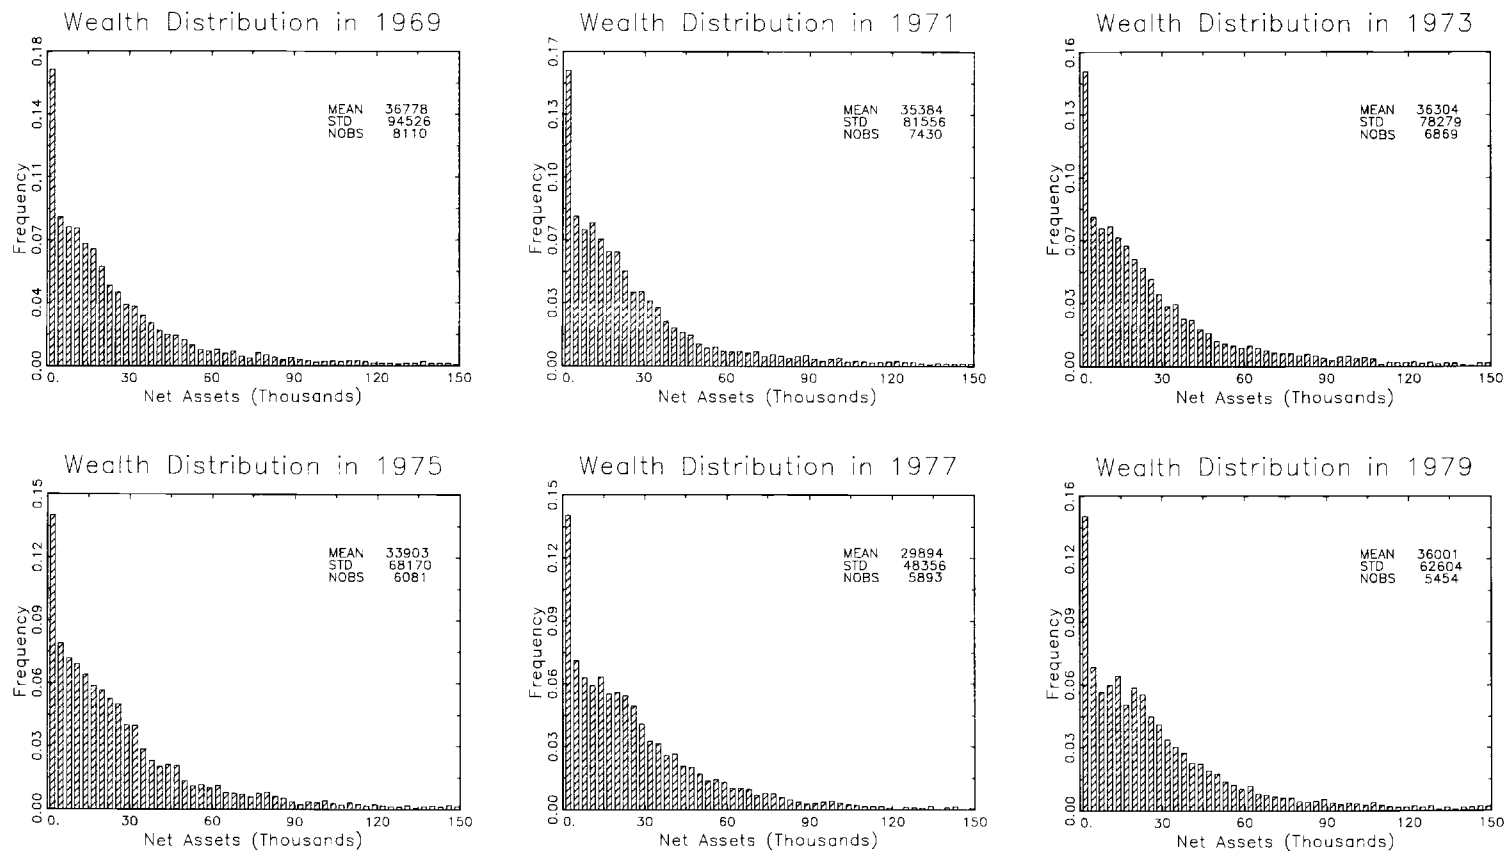 Wealth Distribution in 1969
0.18
0.14
0.11
0.07
0.04
0.00
Frequency
MEAN 36778
STD 94526
NOBS 8110
0. 30 60 90 120 150
Net Assets (Thousands)
Wealth Distribution in 1971
0.17
0.13
0.10
0.07
0.03
0.00
Frequency
MEAN 35384
STD 81556
NOBS 7430
0. 30 60 90 120 150
Net Assets (Thousands)
Wealth Distribution in 1973
0.16
0.13
0.10
0.07
0.03
0.00
Frequency
MEAN 36304
STD 78279
NOBS 6869
0. 30 60 90 120 150
Net Assets (Thousands)
Wealth Distribution in 1975
0.15
0.12
0.09
0.06
0.03
0.00
Frequency
MEAN 33903
STD 68170
NOBS 6081
0. 30 60 90 120 150
Net Assets (Thousands)
Wealth Distribution in 1977
0.15
0.12
0.09
0.06
0.03
0.00
Frequency
MEAN 29894
STD 48356
NOBS 5893
0. 30 60 90 120 150
Net Assets (Thousands)
Wealth Distribution in 1979
0.16
0.12
0.09
0.06
0.03
0.00
Frequency
MEAN 36001
STD 62604
NOBS 5454
0. 30 60 90 120 150
Net Assets (Thousands)